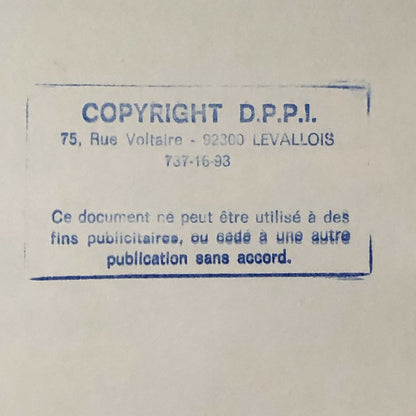 COPYRIGHT D.P.P.I.
75, Rue Voltaire - 92300 LEVALLOIS
737-16-93
Ce document ne peut être utilisé à des
fins publicitaires, ou cédé à une autre
publication sans accord.